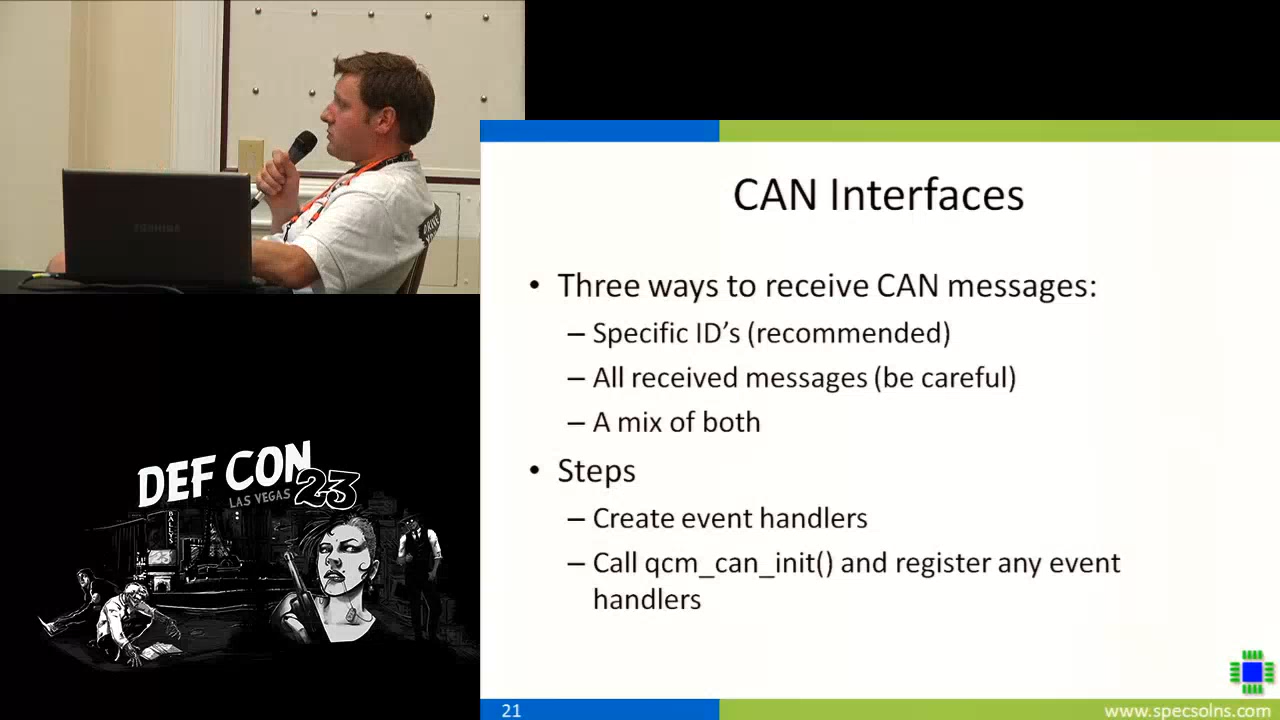 TOSHIBA
CAN Interfaces
• Three ways to receive CAN messages:
– Specific ID's (recommended)
– All received messages (be careful)
– A mix of both
• Steps
– Create event handlers
– Call qcm_can_init() and register any event
handlers
DEF CON
LAS VEGAS 23
BALLYS
21
www.specsolns.com